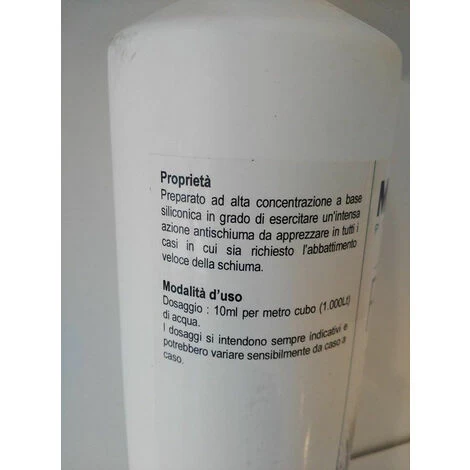 Proprietà
Preparato ad alta concentrazione a base
siliconica in grado di esercitare un'intensa
azione antischiuma da apprezzare in tutti i
casi in cui sia richiesto l'abbattimento
veloce della schiuma.
Modalità d'uso
Dosaggio : 10ml per metro cubo (1.000Lt)
di acqua.
I dosaggi si intendono sempre indicativi e
potrebbero variare sensibilmente da caso a
caso.